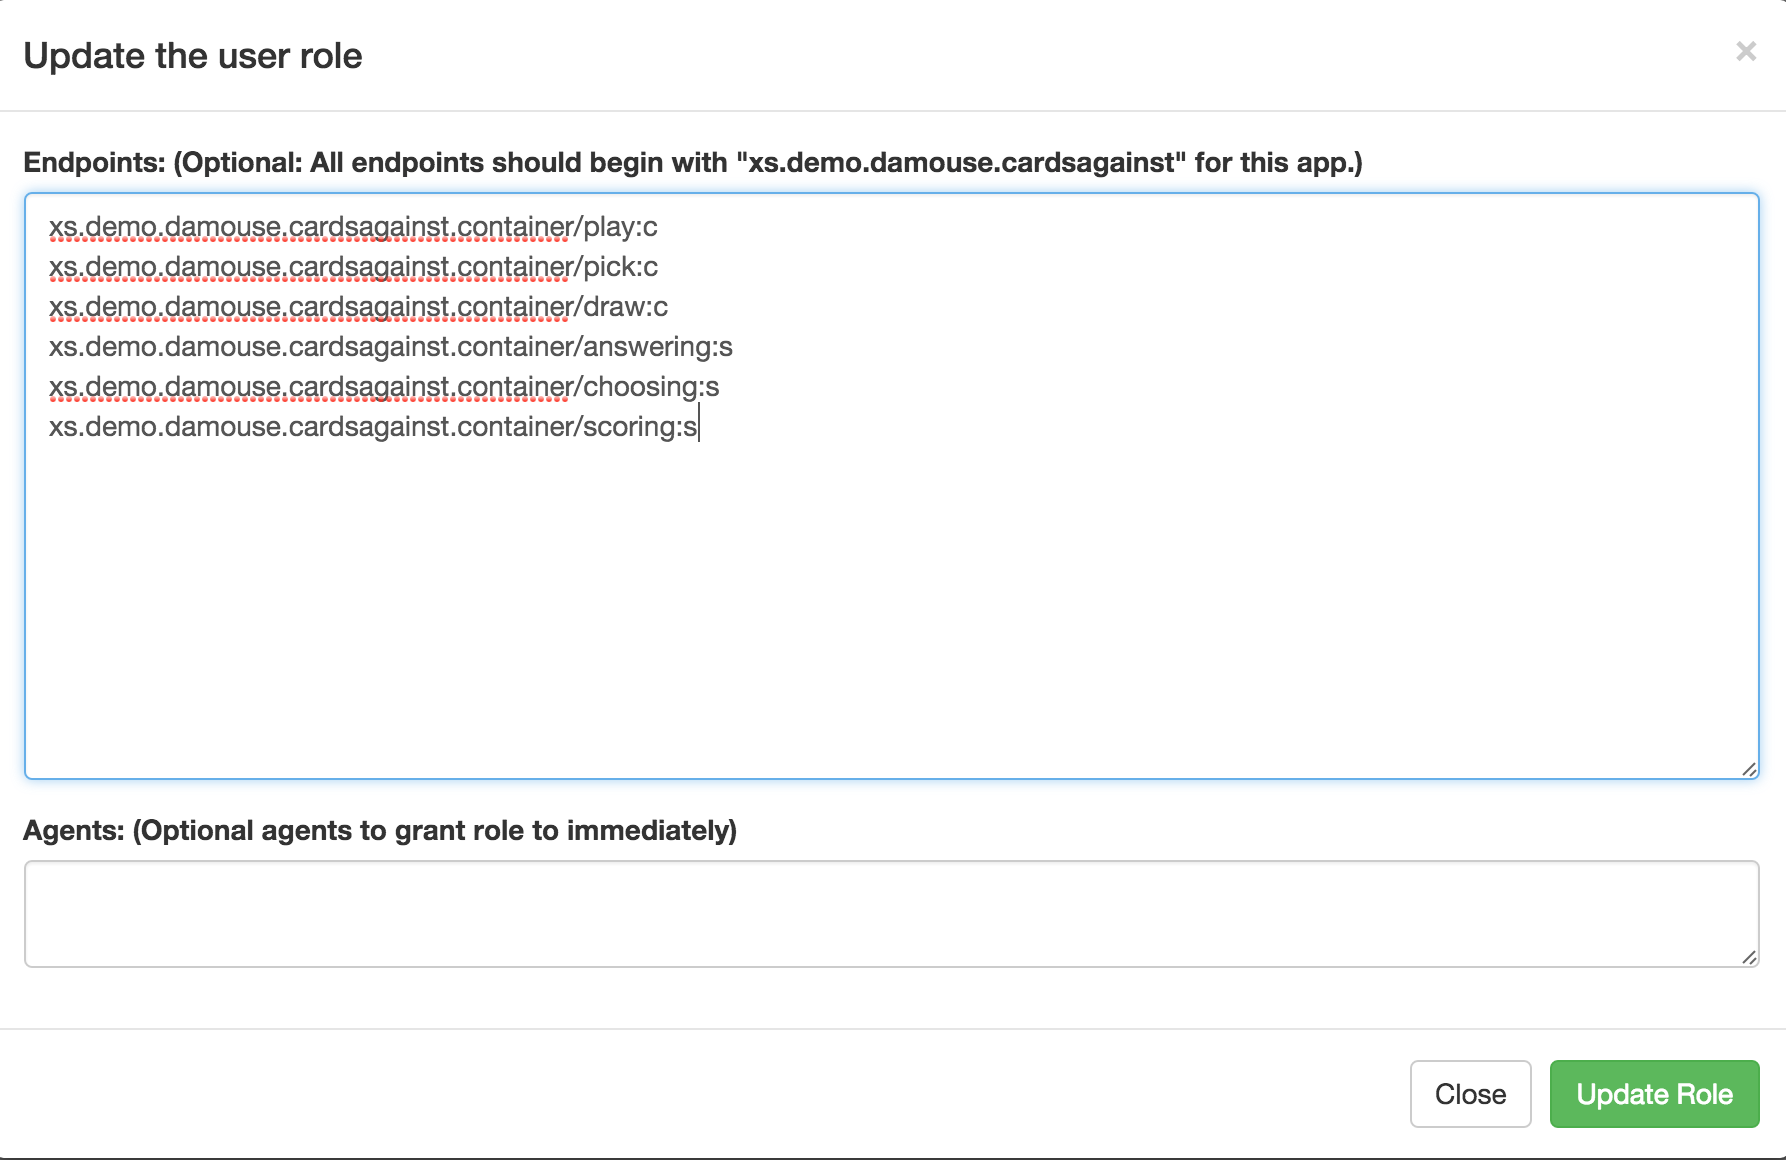 Update the user role
×
Endpoints: (Optional: All endpoints should begin with "xs.demo.damouse.cardsagainst" for this app.)
xs.demo.damouse.cardsagainst.container/play:c
xs.demo.damouse.cardsagainst.container/pick:c
xs.demo.damouse.cardsagainst.container/draw:c
xs.demo.damouse.cardsagainst.container/answering:s
xs.demo.damouse.cardsagainst.container/choosing:s
xs.demo.damouse.cardsagainst.container/scoring:s
Agents: (Optional agents to grant role to immediately)
Close
Update Role